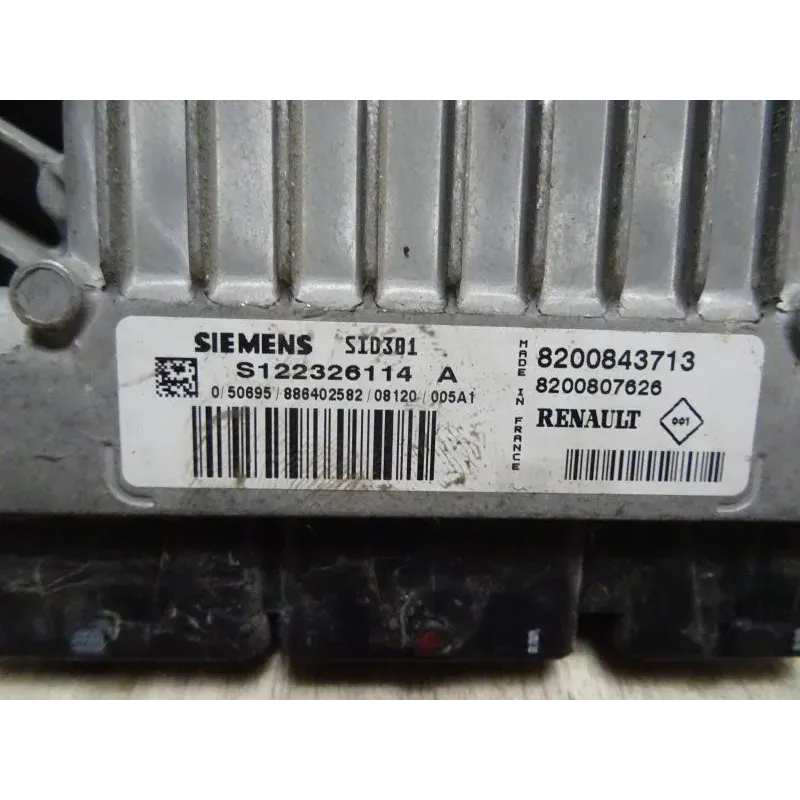 SIEMENS SID301
S122326114 A
0/50695/886402582/08120/005A1
MADE IN FRANCE
8200843713
8200807626
RENAULT 001